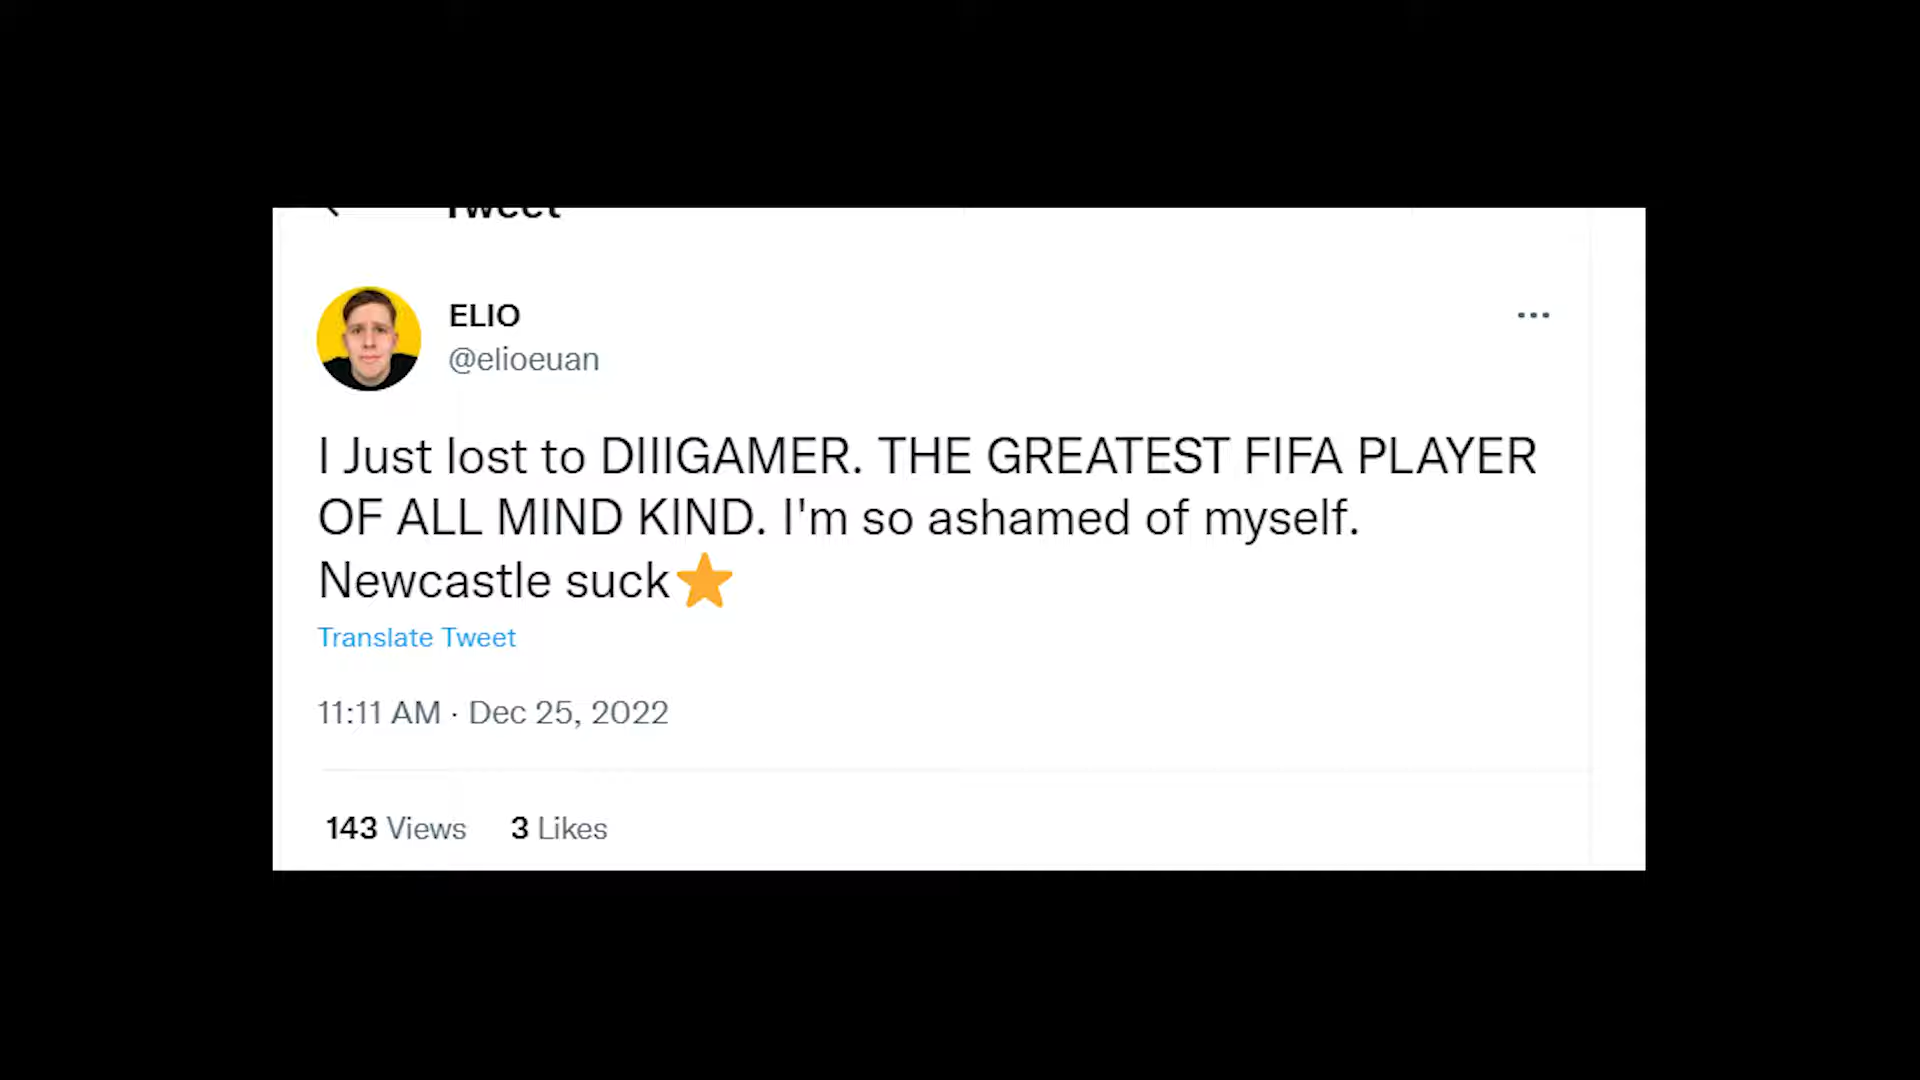 Tweet
ELIO
@elioeuan
I Just lost to DIIIGAMER. THE GREATEST FIFA PLAYER
OF ALL MIND KIND. I'm so ashamed of myself.
Newcastle suck⭐
Translate Tweet
11:11 AM · Dec 25, 2022
143 Views 3 Likes